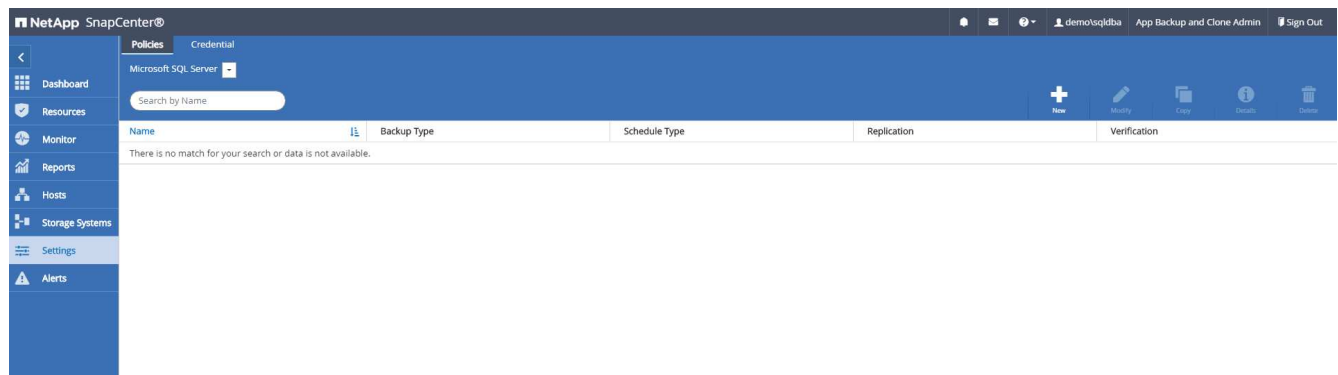 NetApp SnapCenter®
demo\sqldba App Backup and Clone Admin Sign Out
Policies Credential
Microsoft SQL Server
Dashboard
Search by Name
Resources
New Modify Copy Details Delete
Name Backup Type Schedule Type Replication Verification
Monitor
There is no match for your search or data is not available.
Reports
Hosts
Storage Systems
Settings
Alerts